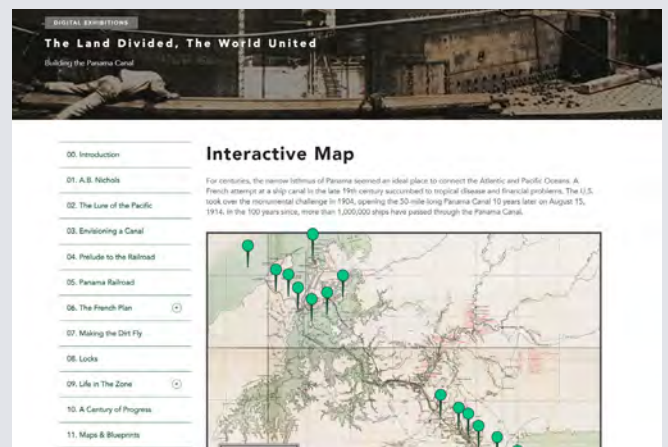 DIGITAL EXHIBITIONS
The Land Divided, The World United
Building the Panama Canal
00. Introduction
01. A.B. Nichols
02. The Lure of the Pacific
03. Envisioning a Canal
04. Prelude to the Railroad
05. Panama Railroad
06. The French Plan
07. Making the Dirt Fly
08. Locks
09. Life in The Zone
10. A Century of Progress
11. Maps & Blueprints
Interactive Map
For centuries, the narrow Isthmus of Panama seemed an ideal place to connect the Atlantic and Pacific Oceans. A
French attempt at a ship canal in the late 19th century succumbed to tropical disease and financial problems. The U.S.
took over the monumental challenge in 1904, opening the 50-mile-long Panama Canal 10 years later on August 15,
1914. In the 100 years since, more than 1,000,000 ships have passed through the Panama Canal.